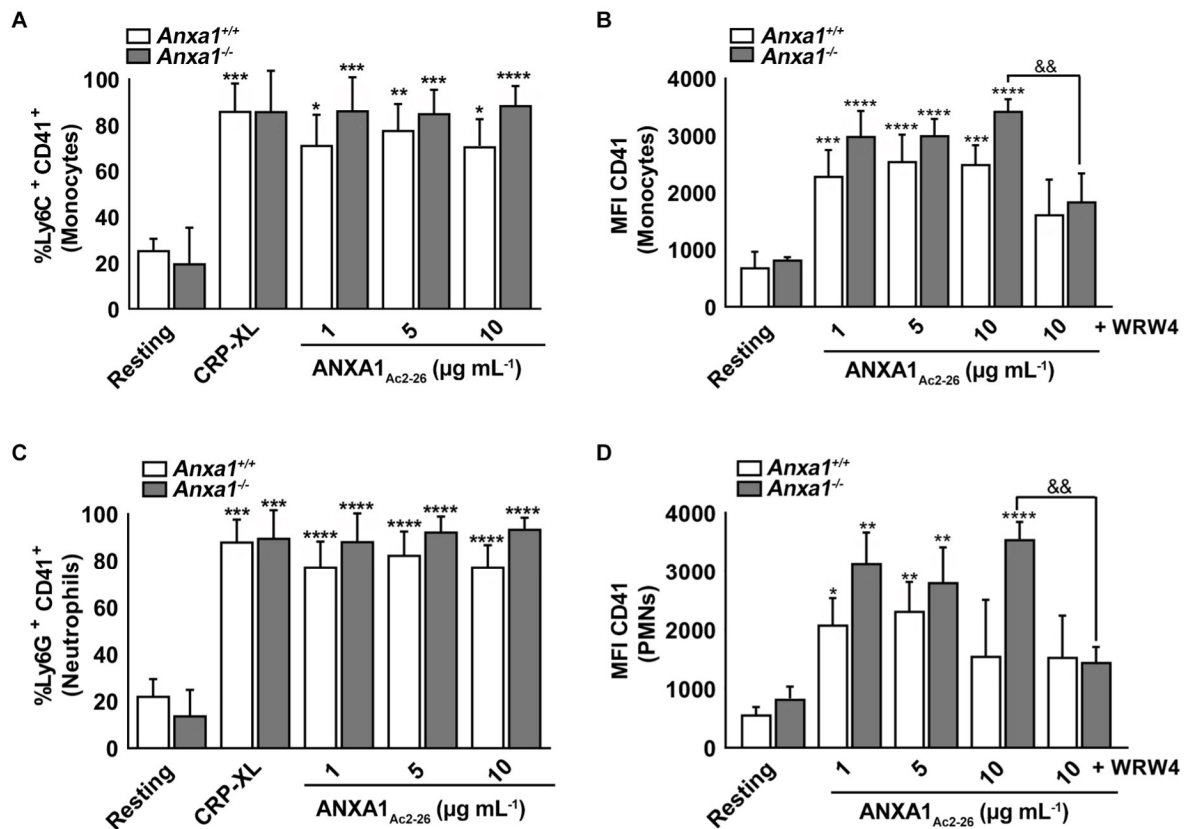 A
Anxa1+/+
Anxa1-/-
%Ly6C + CD41+
(Monocytes)
100
80
60
40
20
0
***
*
***
**
***
*
****
Resting
CRP-XL
1
5
10
ANXA1Ac2-26 (µg mL-1)
B
Anxa1+/+
Anxa1-/-
MFI CD41
(Monocytes)
4000
3000
2000
1000
0
***
****
****
****
***
****
&&
Resting
1
5
10
10
+ WRW4
ANXA1Ac2-26 (µg mL-1)
C
Anxa1+/+
Anxa1-/-
%Ly6G + CD41+
(Neutrophils)
100
80
60
40
20
0
***
***
****
****
****
****
****
****
Resting
CRP-XL
1
5
10
ANXA1Ac2-26 (µg mL-1)
D
Anxa1+/+
Anxa1-/-
MFI CD41
(PMNs)
4000
3000
2000
1000
0
*
**
**
**
****
&&
Resting
1
5
10
10
+ WRW4
ANXA1Ac2-26 (µg mL-1)